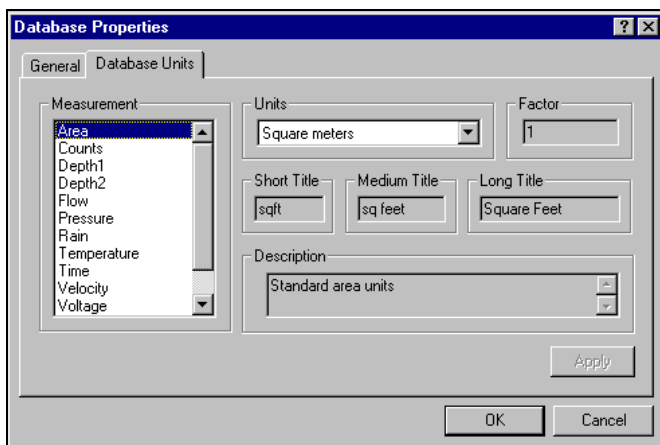 Database Properties
General
Database Units
Measurement
Area
Counts
Depth1
Depth2
Flow
Pressure
Rain
Temperature
Time
Velocity
Voltage
Units
Square meters
Factor
1
Short Title
sqft
Medium Title
sq feet
Long Title
Square Feet
Description
Standard area units
Apply
OK
Cancel